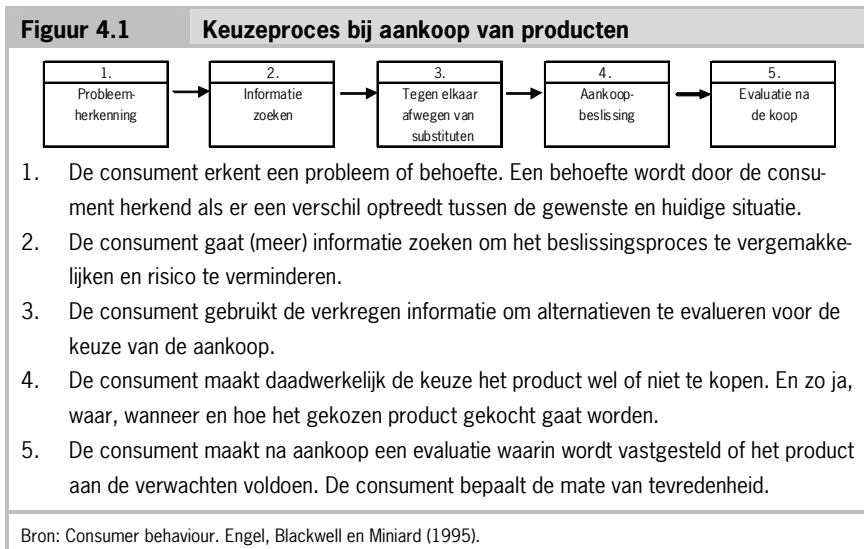 Figuur 4.1 Keuzeproces bij aankoop van producten
1.
Probleem-
herkenning
2.
Informatie
zoeken
3.
Tegen elkaar
afwegen van
substituten
4.
Aankoop-
beslissing
5.
Evaluatie na
de koop
1. De consument erkent een probleem of behoefte. Een behoefte wordt door de consu-
ment herkend als er een verschil optreedt tussen de gewenste en huidige situatie.
2. De consument gaat (meer) informatie zoeken om het beslissingsproces te vergemakke-
lijken en risico te verminderen.
3. De consument gebruikt de verkregen informatie om alternatieven te evalueren voor de
keuze van de aankoop.
4. De consument maakt daadwerkelijk de keuze het product wel of niet te kopen. En zo ja,
waar, wanneer en hoe het gekozen product gekocht gaat worden.
5. De consument maakt na aankoop een evaluatie waarin wordt vastgesteld of het product
aan de verwachten voldoen. De consument bepaalt de mate van tevredenheid.
Bron: Consumer behaviour. Engel, Blackwell en Miniard (1995).